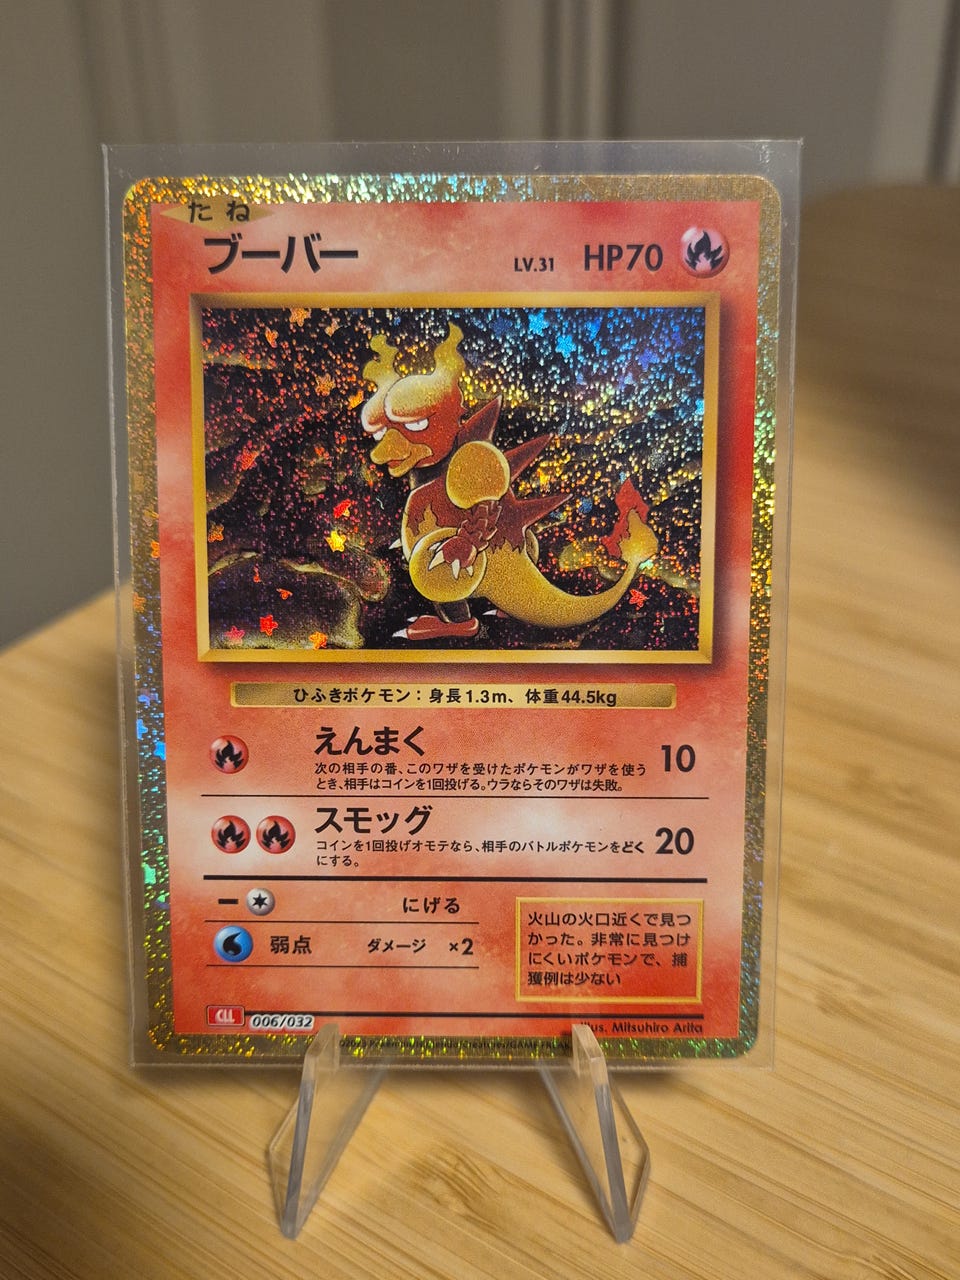 たね
ブーバー LV.31 HP70
ひふきポケモン：身長1.3m、体重44.5kg
えんまく 10
次の相手の番、このワザを受けたポケモンがワザを使う
とき、相手はコインを1回投げる。ウラならそのワザは失敗。
スモッグ 20
コインを1回投げオモテなら、相手のバトルポケモンをどく
にする。
− にげる
弱点 ダメージ ×2
火山の火口近くで見つ
かった。非常に見つけ
にくいポケモンで、捕
獲例は少ない
CLL 006/032
Illus. Mitsuhiro Arita